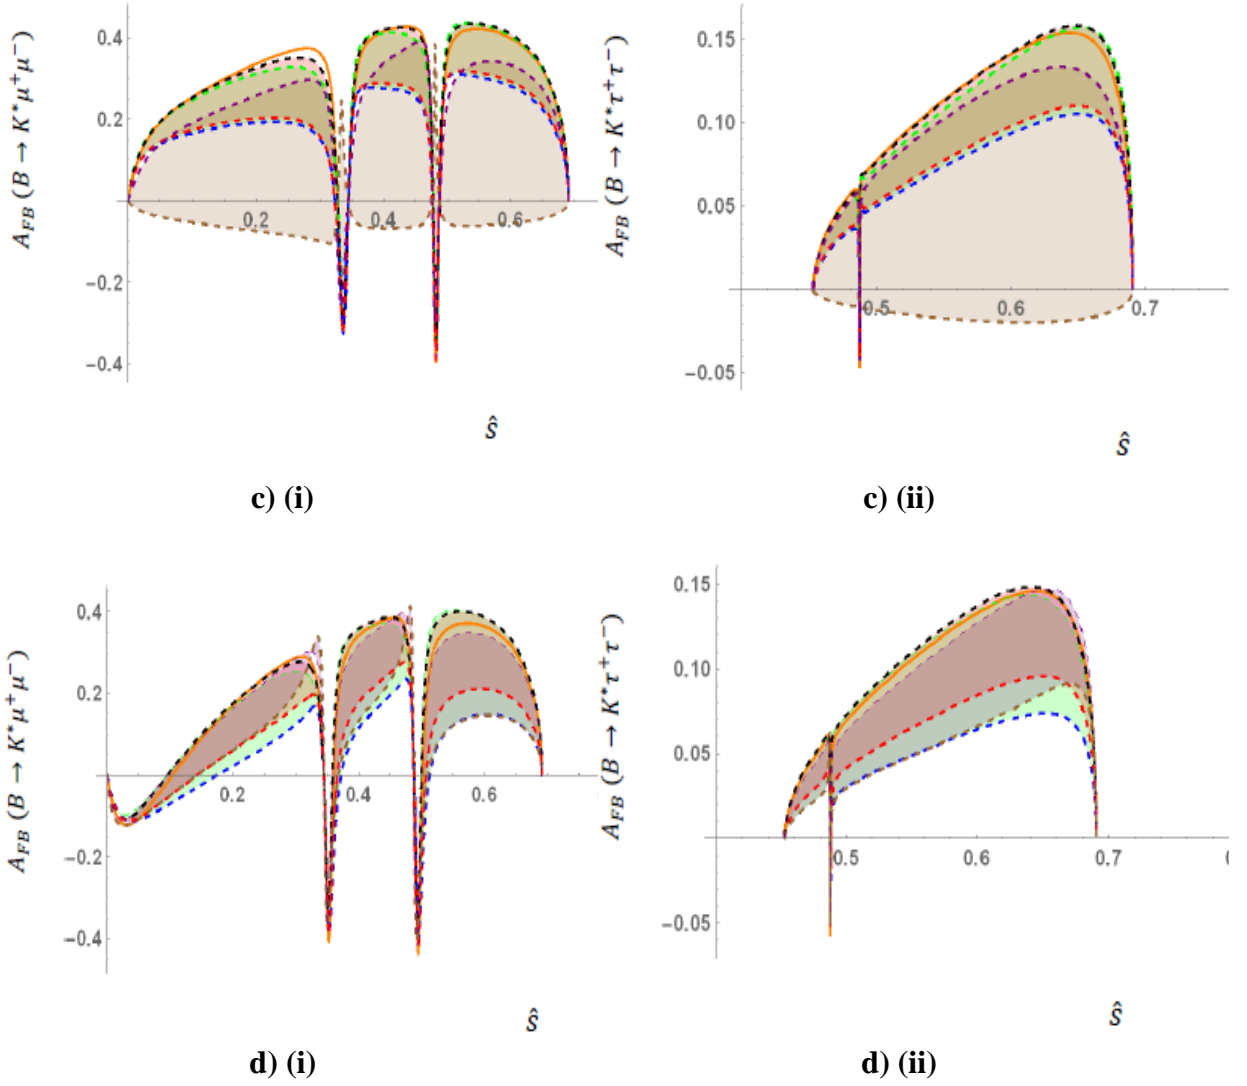 A_FB (B → K* μ⁺μ⁻)
0.4
0.2
−0.2
−0.4
0.2 0.4 0.6
ŝ
c) (i)
A_FB (B → K* τ⁺τ⁻)
0.15
0.10
0.05
−0.05
0.5 0.6 0.7
ŝ
c) (ii)
A_FB (B → K* μ⁺μ⁻)
0.4
0.2
−0.2
−0.4
0.2 0.4 0.6
ŝ
d) (i)
A_FB (B → K* τ⁺τ⁻)
0.15
0.10
0.05
−0.05
0.5 0.6 0.7
ŝ
d) (ii)